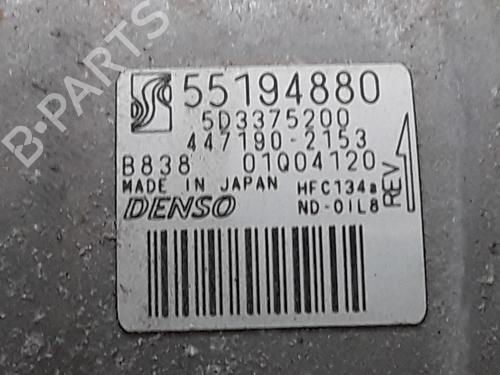 B-PARTS
55194880
5D3375200
447190-2153
B838 01Q04120
MADE IN JAPAN HFC134a
DENSO ND-OIL8
REV